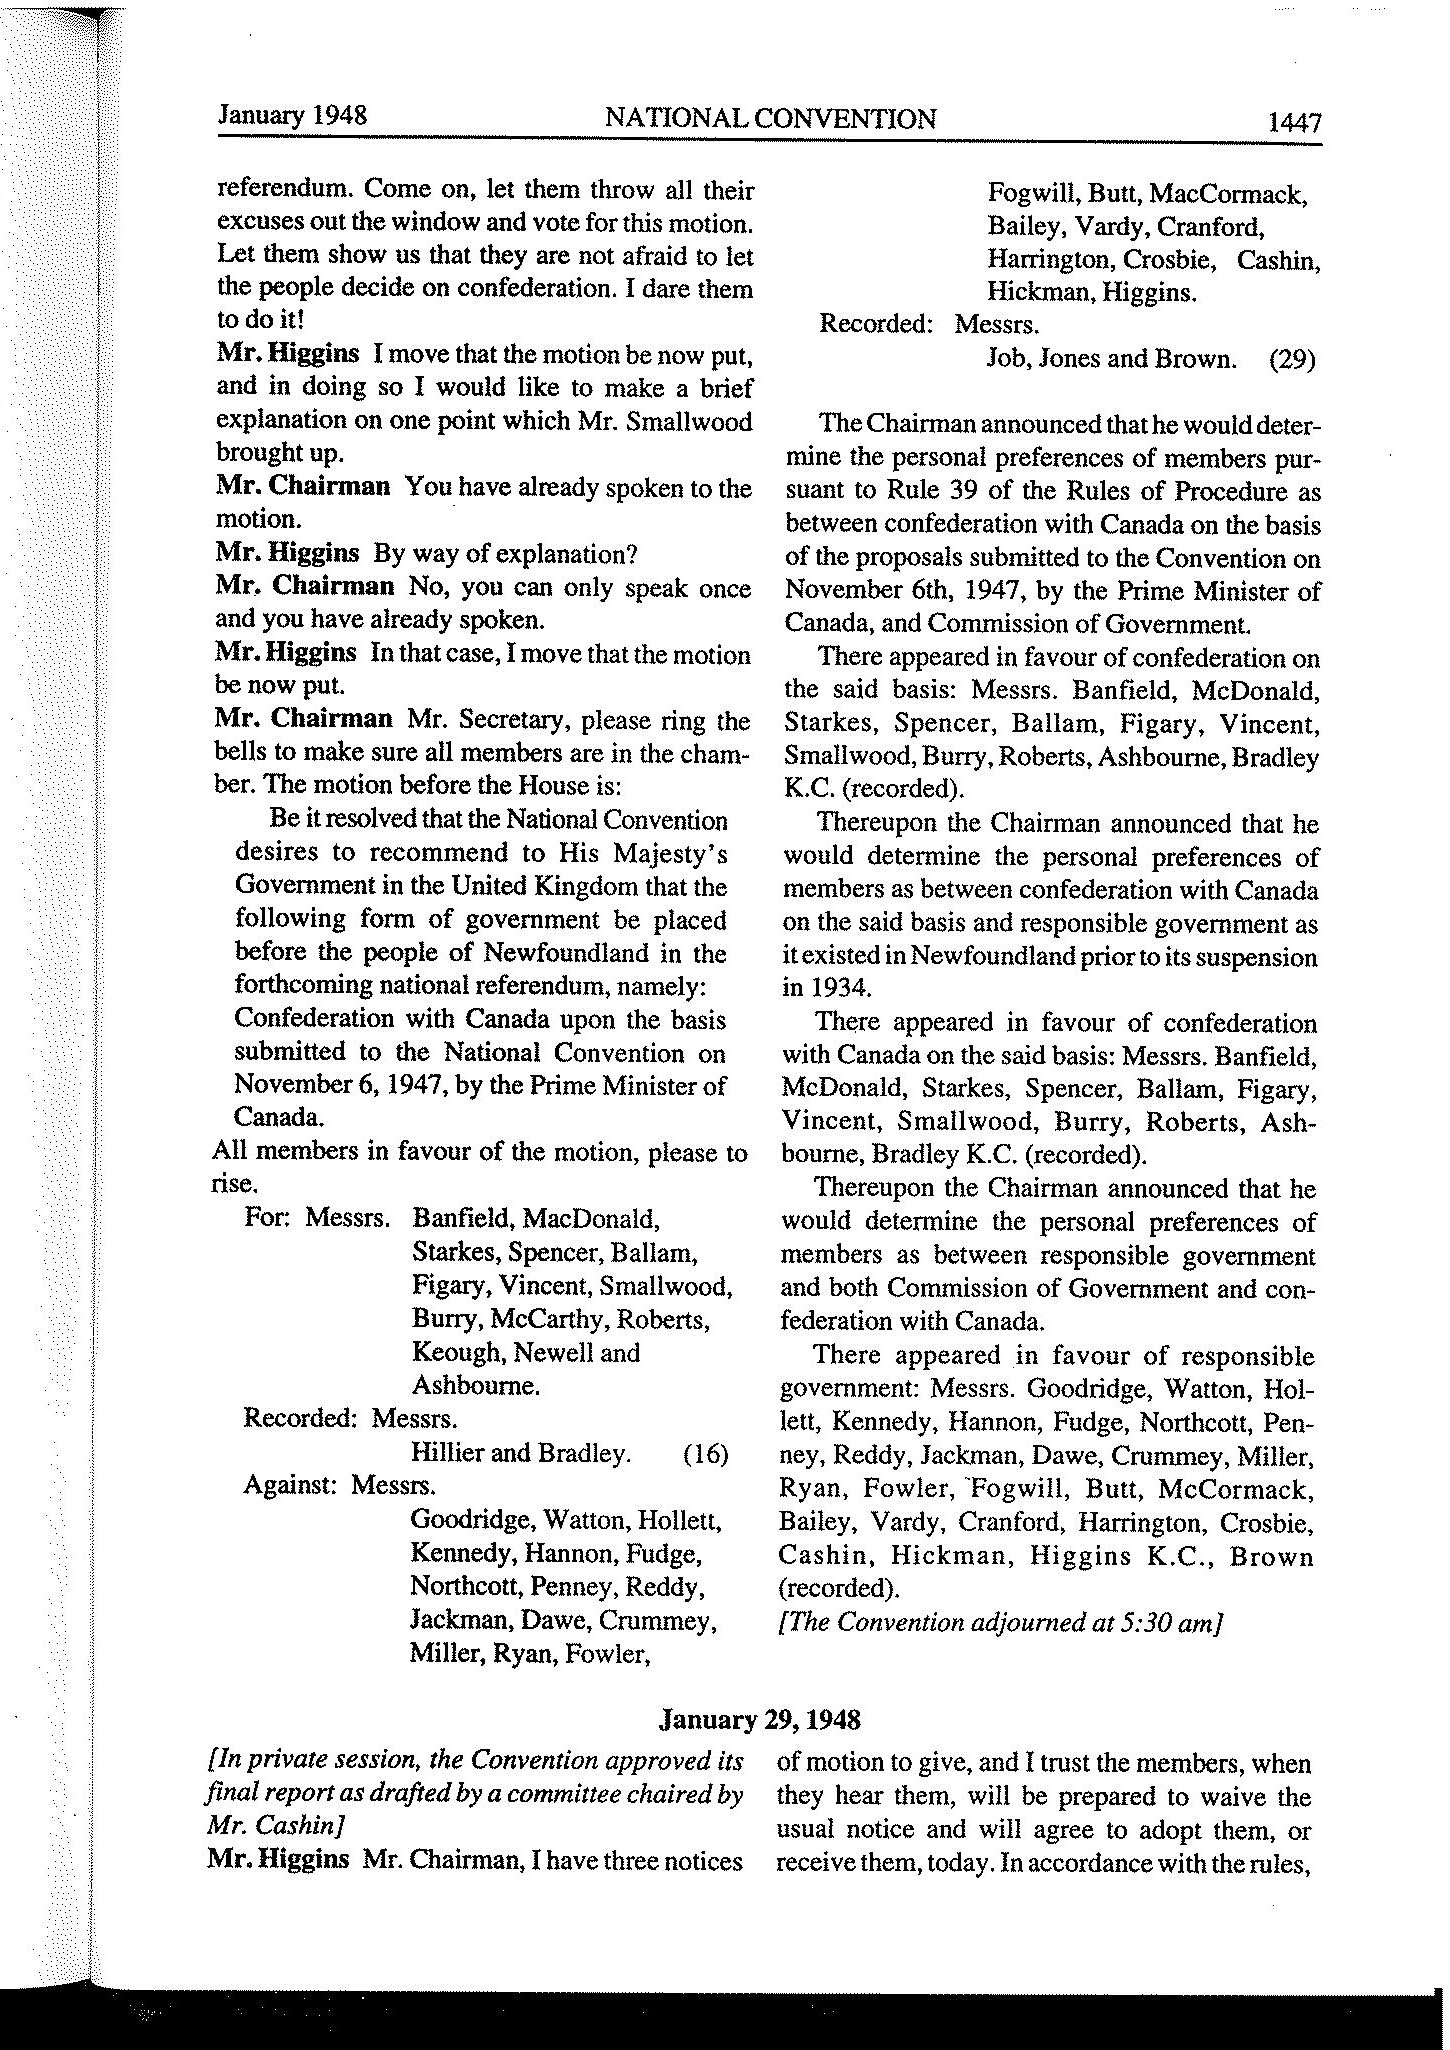 January 1948 NATIONAL CONVENTION 1447
referendum. Come on, let them throw all their
excuses out the window and vote for this motion.
Let them show us that they are not afraid to let
the people decide on confederation. I dare them
to do it!
Mr. Higgins I move that the motion be now put,
and in doing so I would like to make a brief
explanation on one point which Mr. Smallwood
brought up.
Mr. Chairman You have already spoken to the
motion.
Mr. Higgins By way of explanation?
Mr. Chairman No, you can only speak once
and you have already spoken.
Mr. Higgins In that case, I move that the motion
be now put.
Mr. Chairman Mr. Secretary, please ring the
bells to make sure all members are in the cham-
ber. The motion before the House is:
Be it resolved that the National Convention
desires to recommend to His Majesty's
Government in the United Kingdom that the
following form of government be placed
before the people of Newfoundland in the
forthcoming national referendum, namely:
Confederation with Canada upon the basis
submitted to the National Convention on
November 6, 1947, by the Prime Minister of
Canada.
All members in favour of the motion, please to
rise.
For: Messrs. Banfield, MacDonald,
Starkes, Spencer, Ballam,
Figary, Vincent, Smallwood,
Burry, McCarthy, Roberts,
Keough, Newell and
Ashbourne.
Recorded: Messrs.
Hillier and Bradley. (16)
Against: Messrs.
Goodridge, Watton, Hollett,
Kennedy, Hannon, Fudge,
Northcott, Penney, Reddy,
Jackman, Dawe, Crummey,
Miller, Ryan, Fowler,
Fogwill, Butt, MacCormack,
Bailey, Vardy, Cranford,
Harrington, Crosbie, Cashin,
Hickman, Higgins.
Recorded: Messrs.
Job, Jones and Brown. (29)
The Chairman announced that he would deter-
mine the personal preferences of members pur-
suant to Rule 39 of the Rules of Procedure as
between confederation with Canada on the basis
of the proposals submitted to the Convention on
November 6th, 1947, by the Prime Minister of
Canada, and Commission of Government.
There appeared in favour of confederation on
the said basis: Messrs. Banfield, McDonald,
Starkes, Spencer, Ballam, Figary, Vincent,
Smallwood, Burry, Roberts, Ashbourne, Bradley
K.C. (recorded).
Thereupon the Chairman announced that he
would determine the personal preferences of
members as between confederation with Canada
on the said basis and responsible government as
it existed in Newfoundland prior to its suspension
in 1934.
There appeared in favour of confederation
with Canada on the said basis: Messrs. Banfield,
McDonald, Starkes, Spencer, Ballam, Figary,
Vincent, Smallwood, Burry, Roberts, Ash-
bourne, Bradley K.C. (recorded).
Thereupon the Chairman announced that he
would determine the personal preferences of
members as between responsible government
and both Commission of Government and con-
federation with Canada.
There appeared in favour of responsible
government: Messrs. Goodridge, Watton, Hol-
lett, Kennedy, Hannon, Fudge, Northcott, Pen-
ney, Reddy, Jackman, Dawe, Crummey, Miller,
Ryan, Fowler, Fogwill, Butt, McCormack,
Bailey, Vardy, Cranford, Harrington, Crosbie,
Cashin, Hickman, Higgins K.C., Brown
(recorded).
[The Convention adjourned at 5:30 am]
January 29, 1948
[In private session, the Convention approved its
final report as drafted by a committee chaired by
Mr. Cashin]
Mr. Higgins Mr. Chairman, I have three notices
of motion to give, and I trust the members, when
they hear them, will be prepared to waive the
usual notice and will agree to adopt them, or
receive them, today. In accordance with the rules,